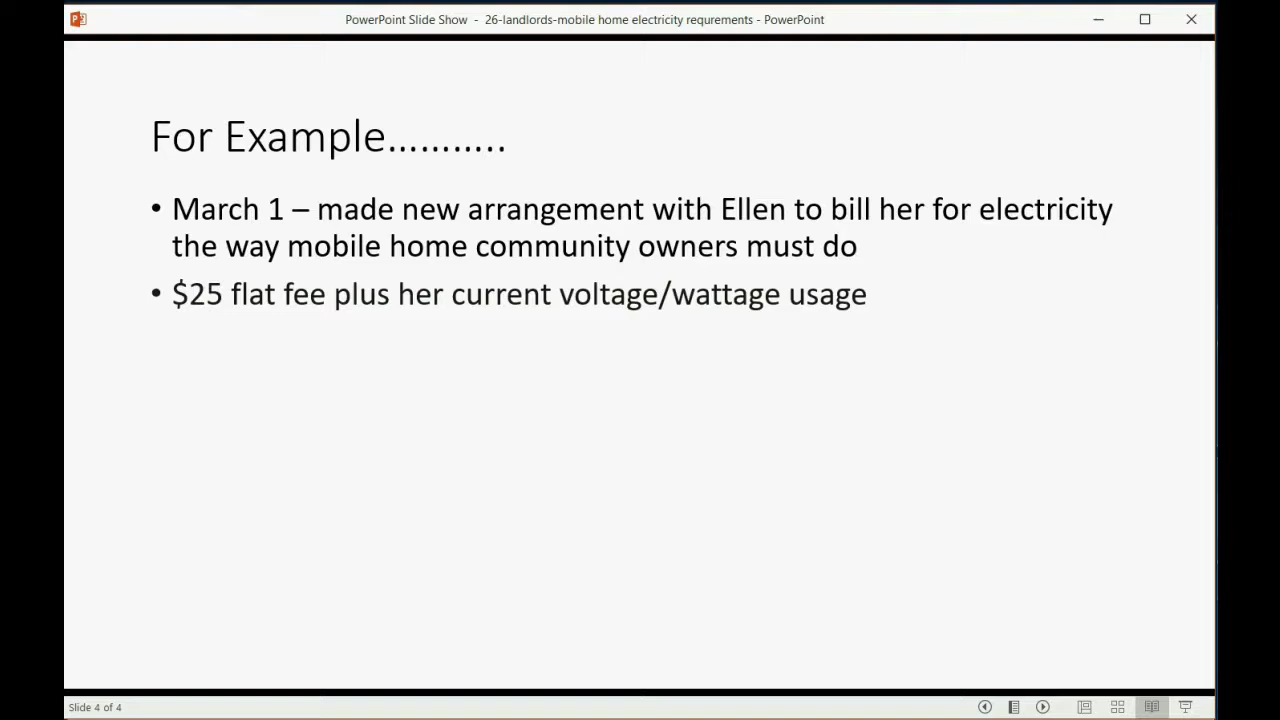 PowerPoint Slide Show - 26-landlords-mobile home electricity requrements - PowerPoint
For Example………..
• March 1 – made new arrangement with Ellen to bill her for electricity
the way mobile home community owners must do
• $25 flat fee plus her current voltage/wattage usage
Slide 4 of 4